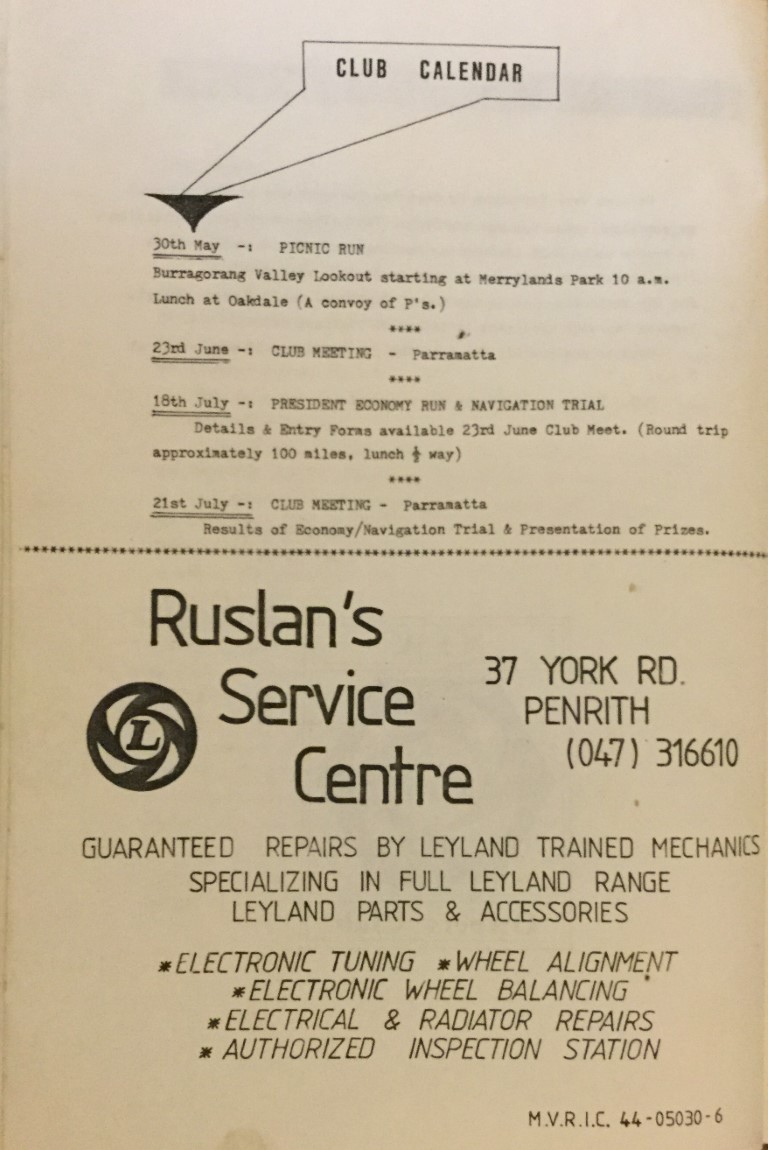 CLUB CALENDAR
30th May -: PICNIC RUN
Burragorang Valley Lookout starting at Merrylands Park 10 a.m.
Lunch at Oakdale (A convoy of P's.)
****
23rd June -: CLUB MEETING - Parramatta
****
18th July -: PRESIDENT ECONOMY RUN & NAVIGATION TRIAL
Details & Entry Forms available 23rd June Club Meet. (Round trip
approximately 100 miles, lunch ½ way)
****
21st July -: CLUB MEETING - Parramatta
Results of Economy/Navigation Trial & Presentation of Prizes.
Ruslan's
Service
Centre
L
37 YORK RD.
PENRITH
(047) 316610
GUARANTEED REPAIRS BY LEYLAND TRAINED MECHANICS
SPECIALIZING IN FULL LEYLAND RANGE
LEYLAND PARTS & ACCESSORIES
*ELECTRONIC TUNING *WHEEL ALIGNMENT
*ELECTRONIC WHEEL BALANCING
*ELECTRICAL & RADIATOR REPAIRS
* AUTHORIZED INSPECTION STATION
M.V.R.I.C. 44-05030-6